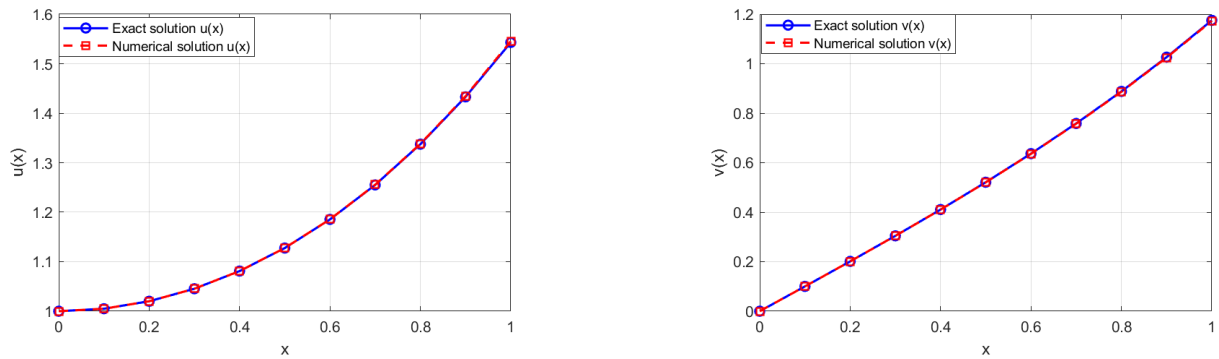 1.6
1.5
1.4
1.3
1.2
1.1
1
u(x)
Exact solution u(x)
Numerical solution u(x)
0 0.2 0.4 0.6 0.8 1
x
1.2
1
0.8
0.6
0.4
0.2
0
v(x)
Exact solution v(x)
Numerical solution v(x)
0 0.2 0.4 0.6 0.8 1
x